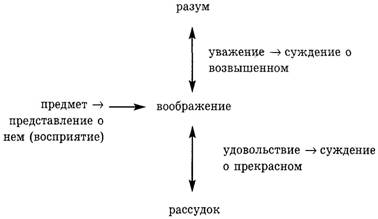 разум
уважение → суждение о
возвышенном
предмет →
представление о
нем (восприятие)
воображение
удовольствие → суждение
о прекрасном
рассудок